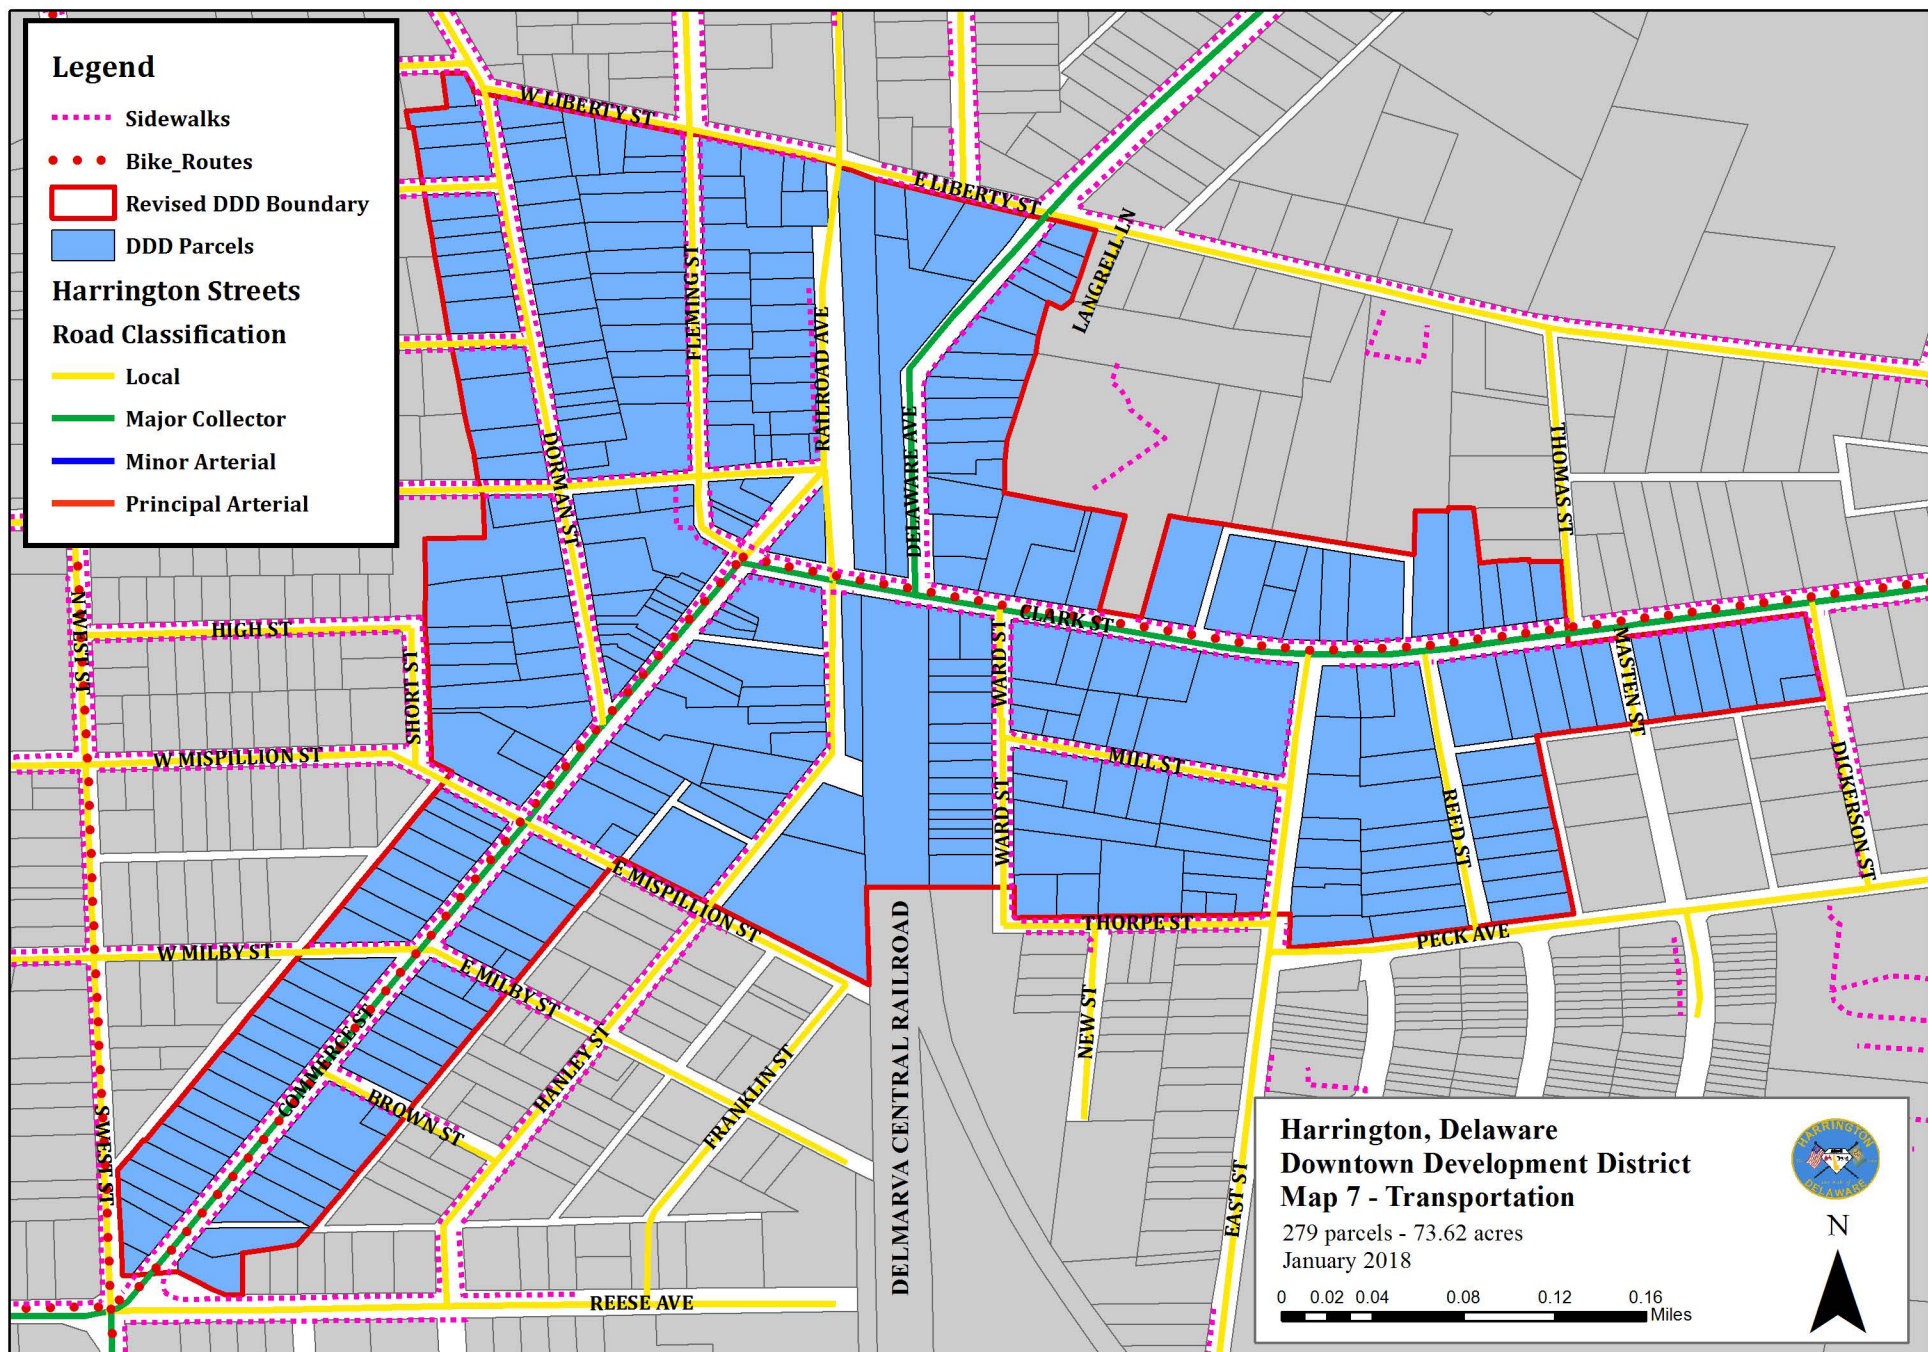 Legend
Sidewalks
Bike_Routes
Revised DDD Boundary
DDD Parcels
Harrington Streets
Road Classification
Local
Major Collector
Minor Arterial
Principal Arterial
W LIBERTY ST
E LIBERTY ST
LANGRELL LN
FLEMING ST
RAILROAD AVE
DELAWARE AVE
DORMAN ST
THOMAS ST
N WEST ST
HIGH ST
SHORT ST
CLARK ST
WARD ST
MASTEN ST
W MISPILLION ST
MILL ST
DICKERSON ST
REED ST
WARD ST
E MISPILLION ST
THORPE ST
PECK AVE
W MILBY ST
E MILBY ST
DELMARVA CENTRAL RAILROAD
NEW ST
COMMERCE ST
HANLEY ST
FRANKLIN ST
BROWN ST
S WEST ST
EAST ST
REESE AVE
Harrington, Delaware
Downtown Development District
Map 7 - Transportation
279 parcels - 73.62 acres
January 2018
0 0.02 0.04 0.08 0.12 0.16
Miles
HARRINGTON
DELAWARE
N